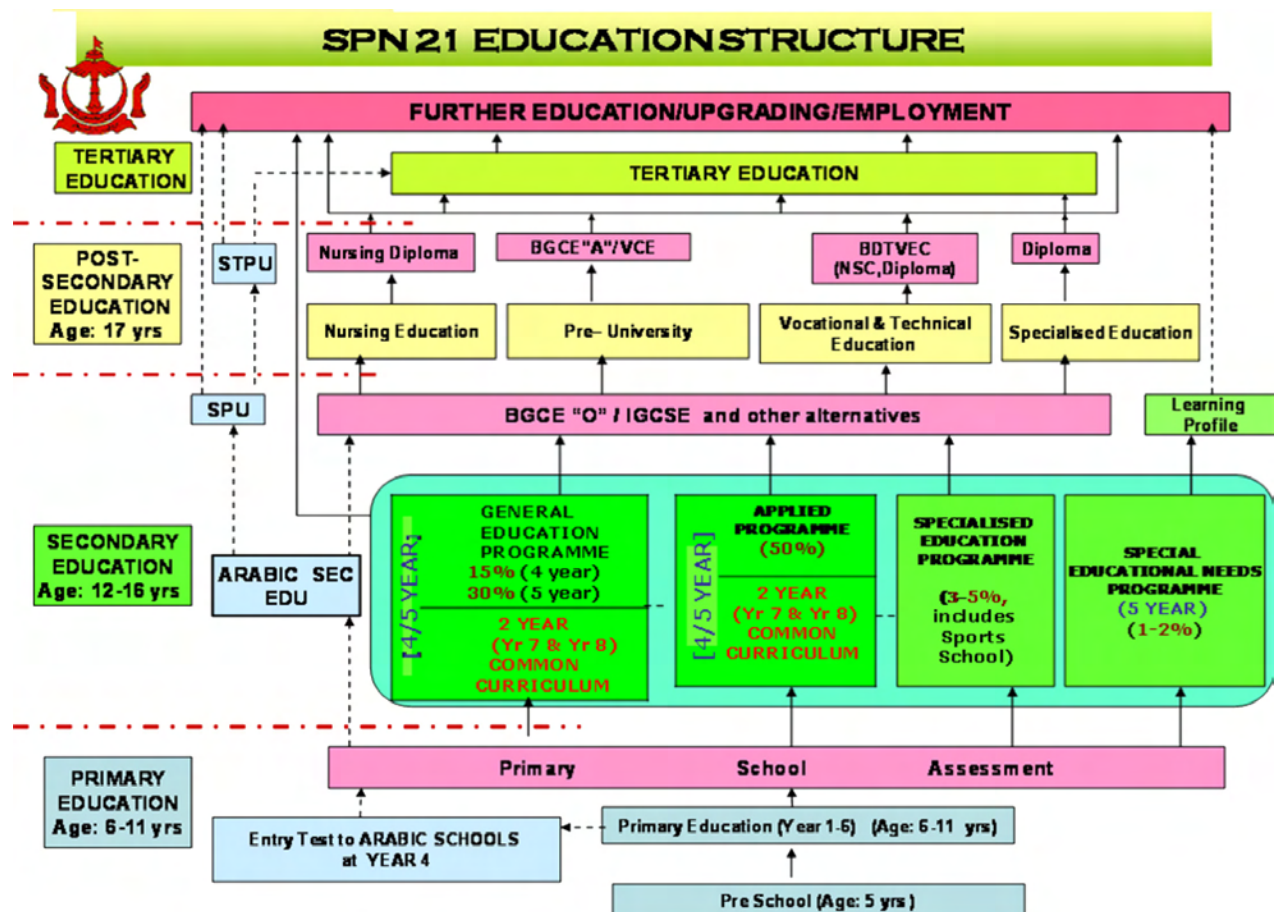 SPN 21 EDUCATION STRUCTURE
FURTHER EDUCATION/UPGRADING/EMPLOYMENT
TERTIARY
EDUCATION
TERTIARY EDUCATION
POST-
SECONDARY
EDUCATION
Age: 17 yrs
STPU
Nursing Diploma
BGCE "A"/VCE
BDTVEC
(NSC,Diploma)
Diploma
Nursing Education
Pre- University
Vocational & Technical
Education
Specialised Education
SPU
BGCE "O" / IGCSE and other alternatives
Learning
Profile
SECONDARY
EDUCATION
Age: 12-16 yrs
ARABIC SEC
EDU
[4/5 YEAR]
GENERAL
EDUCATION
PROGRAMME
15% (4 year)
30% (5 year)
2 YEAR
(Yr 7 & Yr 8)
COMMON
CURRICULUM
[4/5 YEAR]
APPLIED
PROGRAMME
(50%)
2 YEAR
(Yr 7 & Yr 8)
COMMON
CURRICULUM
SPECIALISED
EDUCATION
PROGRAMME
(3-5%,
includes
Sports
School)
SPECIAL
EDUCATIONAL NEEDS
PROGRAMME
(5 YEAR)
(1-2%)
Primary School Assessment
PRIMARY
EDUCATION
Age: 6-11 yrs
Entry Test to ARABIC SCHOOLS
at YEAR 4
Primary Education (Year 1-6) (Age: 6-11 yrs)
Pre School (Age: 5 yrs)